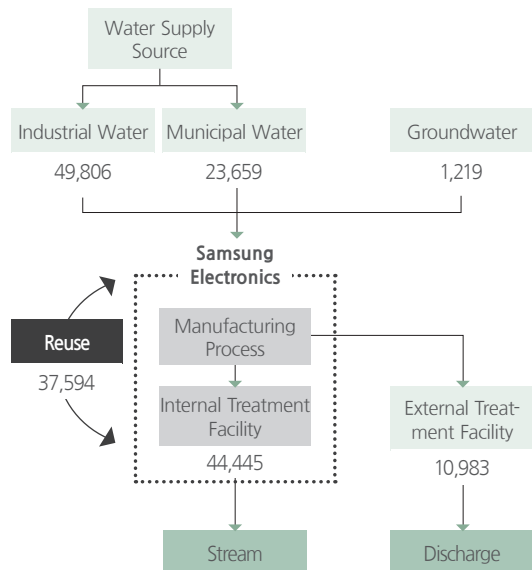 Water Supply
Source
Industrial Water
Municipal Water
Groundwater
49,806
23,659
1,219
Samsung
Electronics
Manufacturing
Process
Reuse
37,594
Internal Treatment
Facility
44,445
External Treat-
ment Facility
10,983
Stream
Discharge